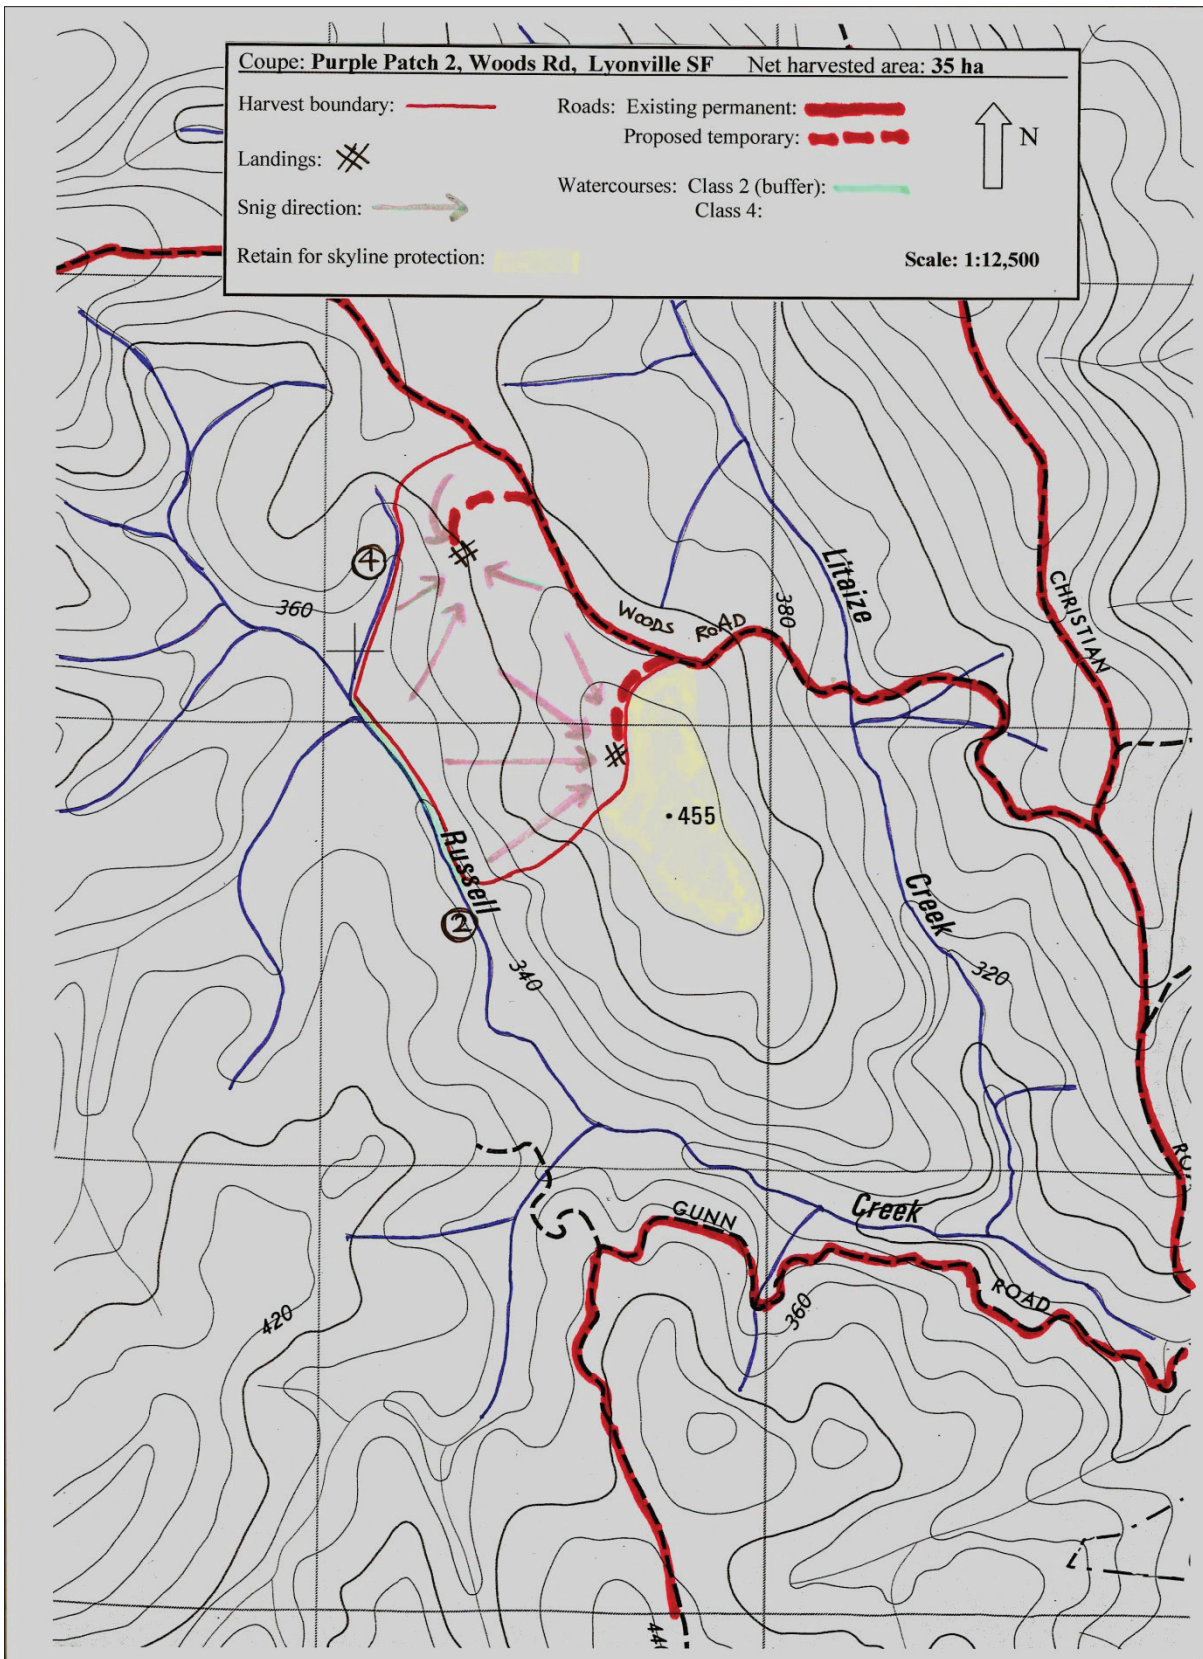 Coupe: Purple Patch 2, Woods Rd, Lyonville SF Net harvested area: 35 ha
Harvest boundary:
Roads: Existing permanent:
Proposed temporary:
N
Landings:
Watercourses: Class 2 (buffer):
Class 4:
Snig direction:
Retain for skyline protection:
Scale: 1:12,500
4
360
WOODS ROAD
380
Litaize
CHRISTIAN
455
Russell
2
Creek
340
320
GUNN
Creek
ROAD
360
420